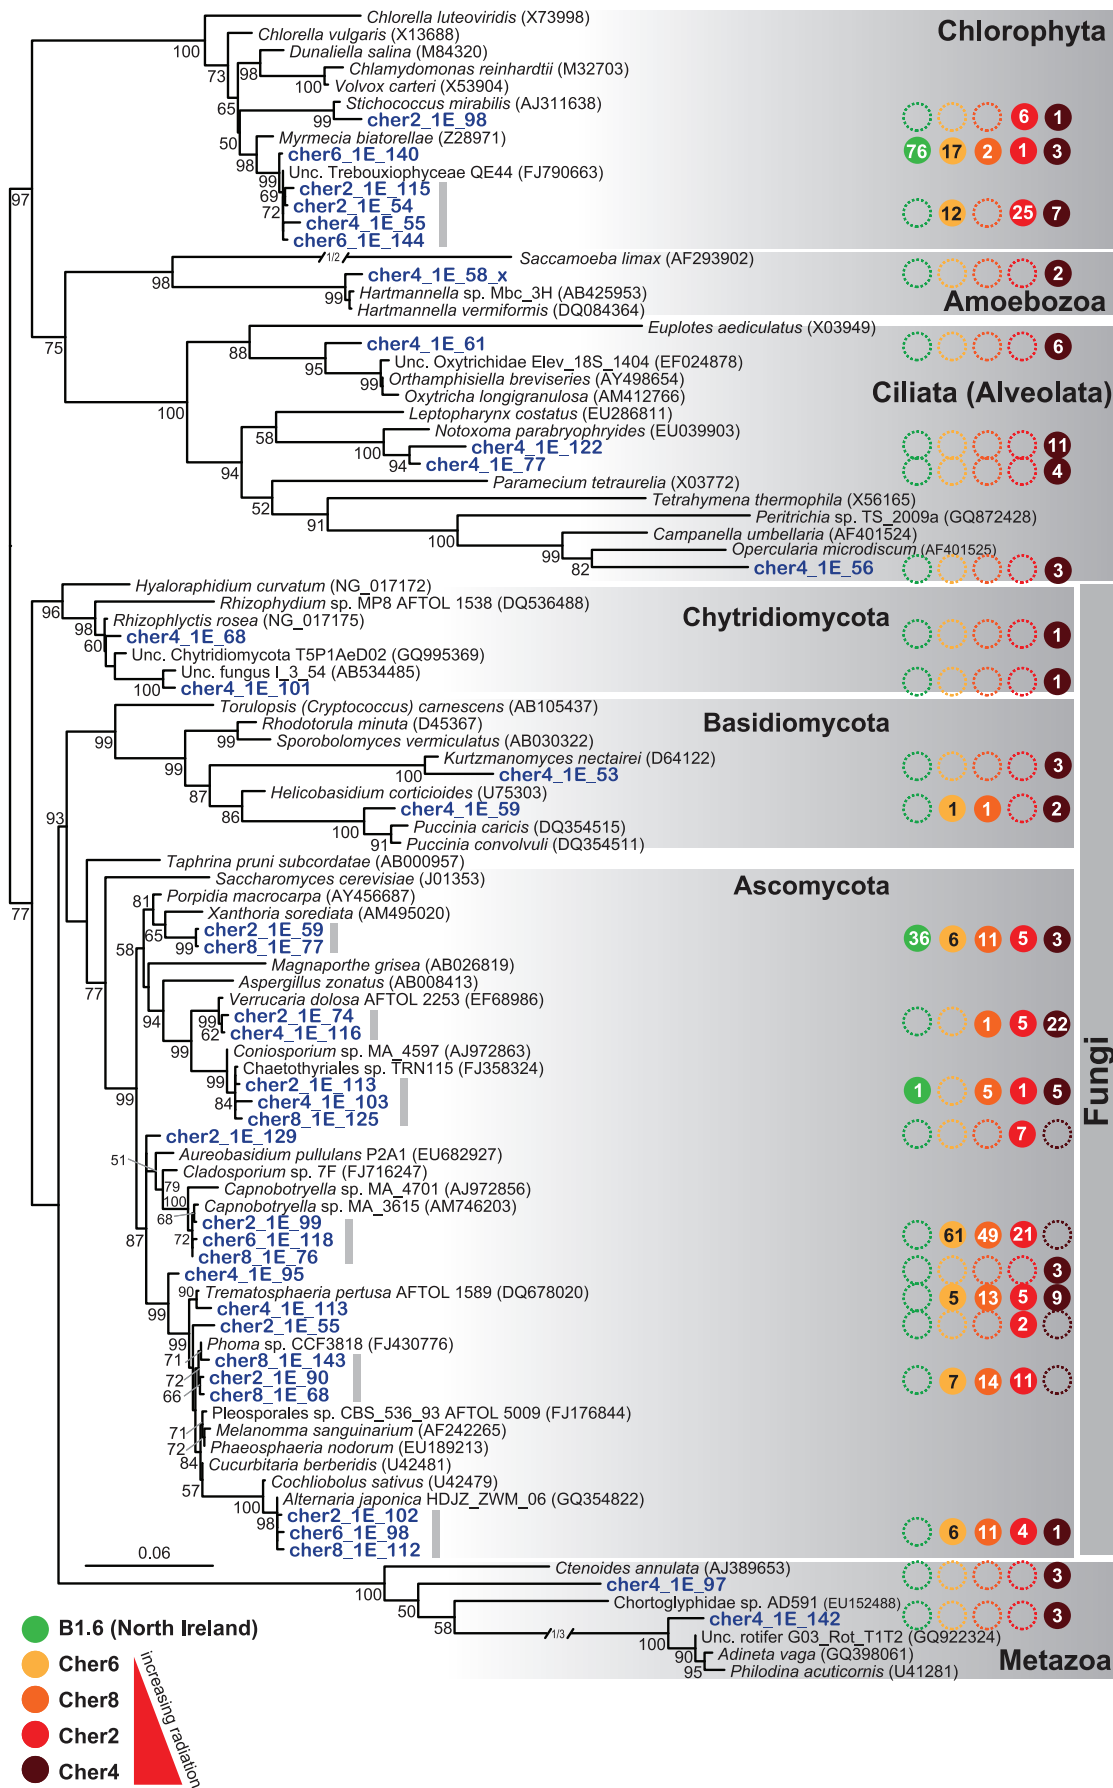 Chlorella luteoviridis (X73998)
Chlorophyta
Chlorella vulgaris (X13688)
100
Dunaliella salina (M84320)
73
98
Chlamydomonas reinhardtii (M32703)
100
Volvox carteri (X53904)
65
Stichococcus mirabilis (AJ311638)
99
cher2_1E_98
6 1
50
Myrmecia biatorellae (Z28971)
98
cher6_1E_140
76 17 2 1 3
Unc. Trebouxiophyceae QE44 (FJ790663)
99
cher2_1E_115
69
97
cher2_1E_54
72
12 25 7
cher4_1E_55
cher6_1E_144
1/2
Saccamoeba limax (AF293902)
98
cher4_1E_58_x
2
99
Hartmannella sp. Mbc_3H (AB425953)
Hartmannella vermiformis (DQ084364)
Amoebozoa
Euplotes aediculatus (X03949)
75
88
cher4_1E_61
6
95
Unc. Oxytrichidae Elev_18S_1404 (EF024878)
99
Orthamphisiella breviseries (AY498654)
Oxytricha longigranulosa (AM412766)
Ciliata (Alveolata)
100
Leptopharynx costatus (EU286811)
58
Notoxoma parabryophryides (EU039903)
100
cher4_1E_122
11
94
cher4_1E_77
4
94
Paramecium tetraurelia (X03772)
52
Tetrahymena thermophila (X56165)
91
Peritrichia sp. TS_2009a (GQ872428)
100
Campanella umbellaria (AF401524)
99
Opercularia microdiscum (AF401525)
82
cher4_1E_56
3
Hyaloraphidium curvatum (NG_017172)
96
Rhizophydium sp. MP8 AFTOL 1538 (DQ536488)
Chytridiomycota
98
Rhizophlyctis rosea (NG_017175)
cher4_1E_68
1
60
Unc. Chytridiomycota T5P1AeD02 (GQ995369)
Unc. fungus I_3_54 (AB534485)
100
cher4_1E_101
1
Torulopsis (Cryptococcus) carnescens (AB105437)
Basidiomycota
99
Rhodotorula minuta (D45367)
99
Sporobolomyces vermiculatus (AB030322)
99
Kurtzmanomyces nectairei (D64122)
100
cher4_1E_53
3
87
Helicobasidium corticioides (U75303)
86
cher4_1E_59
1 1 2
93
100
Puccinia caricis (DQ354515)
91
Puccinia convolvuli (DQ354511)
Taphrina pruni subcordatae (AB000957)
Saccharomyces cerevisiae (J01353)
Ascomycota
81
Porpidia macrocarpa (AY456687)
77
Xanthoria sorediata (AM495020)
65
cher2_1E_59
36 6 11 5 3
58
99
cher8_1E_77
Magnaporthe grisea (AB026819)
77
Aspergillus zonatus (AB008413)
Verrucaria dolosa AFTOL 2253 (EF68986)
94
99
cher2_1E_74
1 5 22
62
cher4_1E_116
Fungi
99
Coniosporium sp. MA_4597 (AJ972863)
Chaetothyriales sp. TRN115 (FJ358324)
99
cher2_1E_113
1 5 1 5
99
84
cher4_1E_103
cher8_1E_125
cher2_1E_129
7
Aureobasidium pullulans P2A1 (EU682927)
51
Cladosporium sp. 7F (FJ716247)
79
Capnobotryella sp. MA_4701 (AJ972856)
100
Capnobotryella sp. MA_3615 (AM746203)
68
cher2_1E_99
87
72
cher6_1E_118
61 49 21
cher8_1E_76
cher4_1E_95
3
90
Trematosphaeria pertusa AFTOL 1589 (DQ678020)
5 13 5 9
99
cher4_1E_113
cher2_1E_55
2
99
Phoma sp. CCF3818 (FJ430776)
71
cher8_1E_143
72
cher2_1E_90
7 14 11
66
cher8_1E_68
Pleosporales sp. CBS_536_93 AFTOL 5009 (FJ176844)
71
Melanomma sanguinarium (AF242265)
72
Phaeosphaeria nodorum (EU189213)
84
Cucurbitaria berberidis (U42481)
57
Cochliobolus sativus (U42479)
100
Alternaria japonica HDJZ_ZWM_06 (GQ354822)
98
cher2_1E_102
cher6_1E_98
6 11 4 1
0.06
cher8_1E_112
Ctenoides annulata (AJ389653)
3
100
cher4_1E_97
50
Chortoglyphidae sp. AD591 (EU152488)
58
cher4_1E_142
3
1/3
100
Unc. rotifer G03_Rot_T1T2 (GQ922324)
90
Adineta vaga (GQ398061)
95
Philodina acuticornis (U41281)
Metazoa
B1.6 (North Ireland)
Cher6
Cher8
Cher2
Cher4
increasing radiation